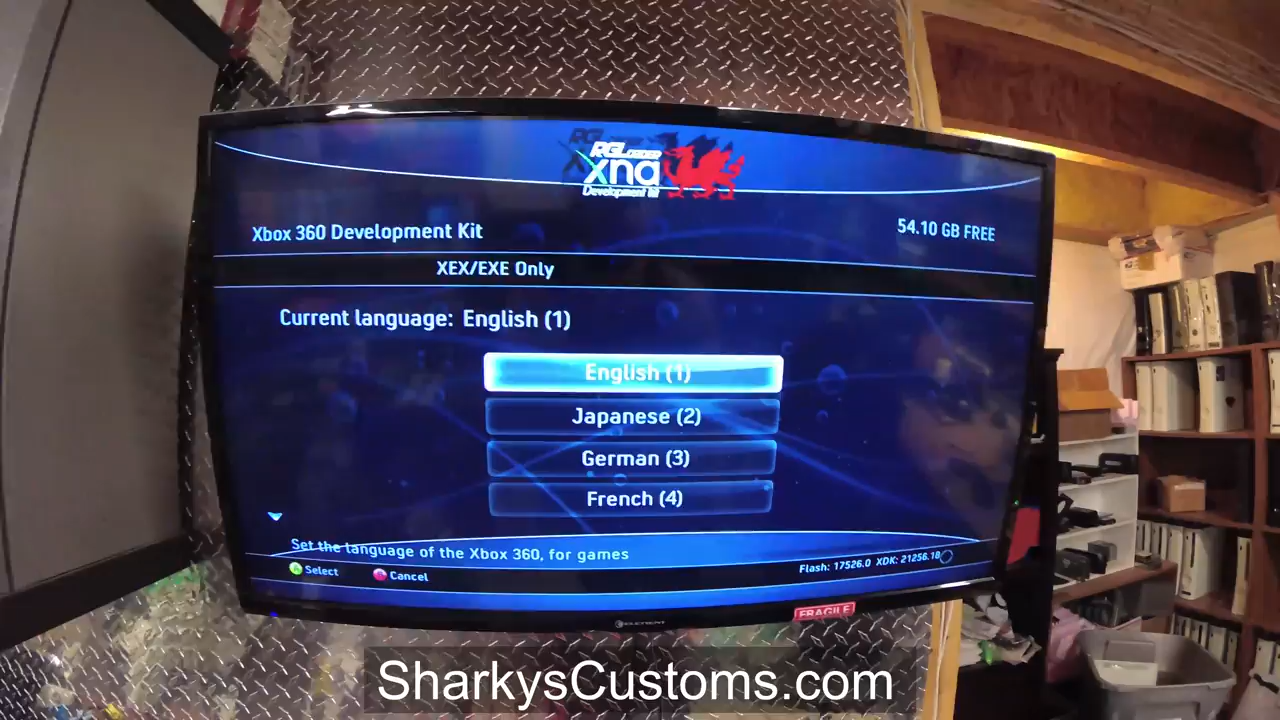 RGLoader
xna
Development Kit
Xbox 360 Development Kit
54.10 GB FREE
XEX/EXE Only
Current language: English (1)
English (1)
Japanese (2)
German (3)
French (4)
Set the language of the Xbox 360, for games
Select
Cancel
Flash: 17526.0 XDK: 21256.18
FRAGILE
ELEMENT
SharkysCustoms.com